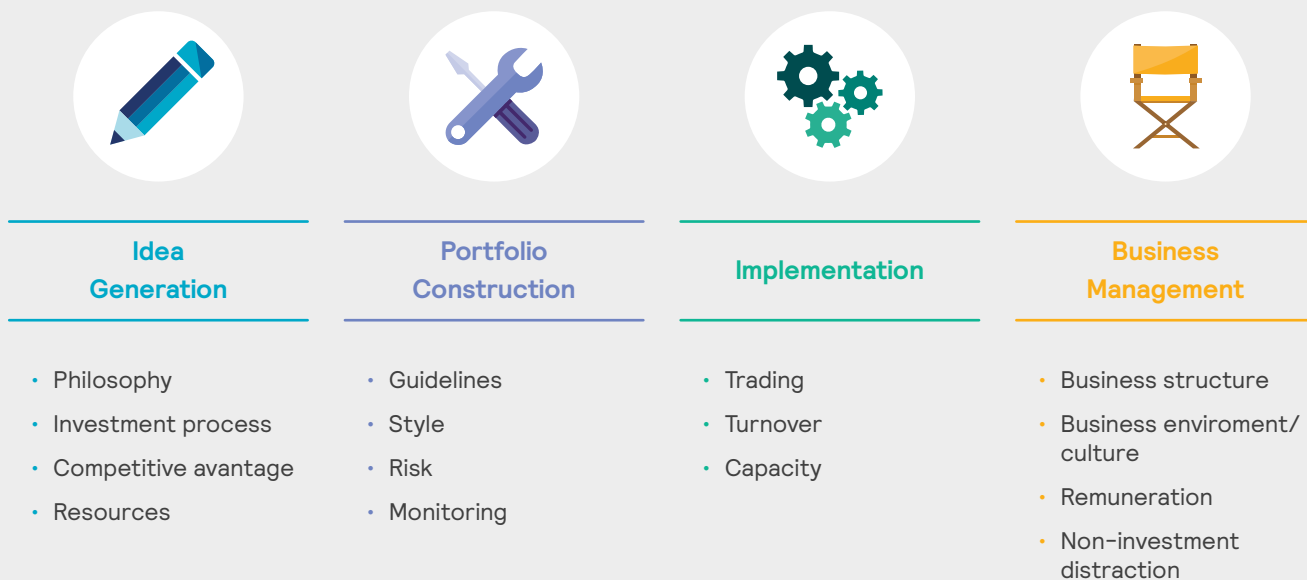 Idea
Generation
• Philosophy
• Investment process
• Competitive avantage
• Resources
Portfolio
Construction
• Guidelines
• Style
• Risk
• Monitoring
Implementation
• Trading
• Turnover
• Capacity
Business
Management
• Business structure
• Business enviroment/
culture
• Remuneration
• Non-investment
distraction